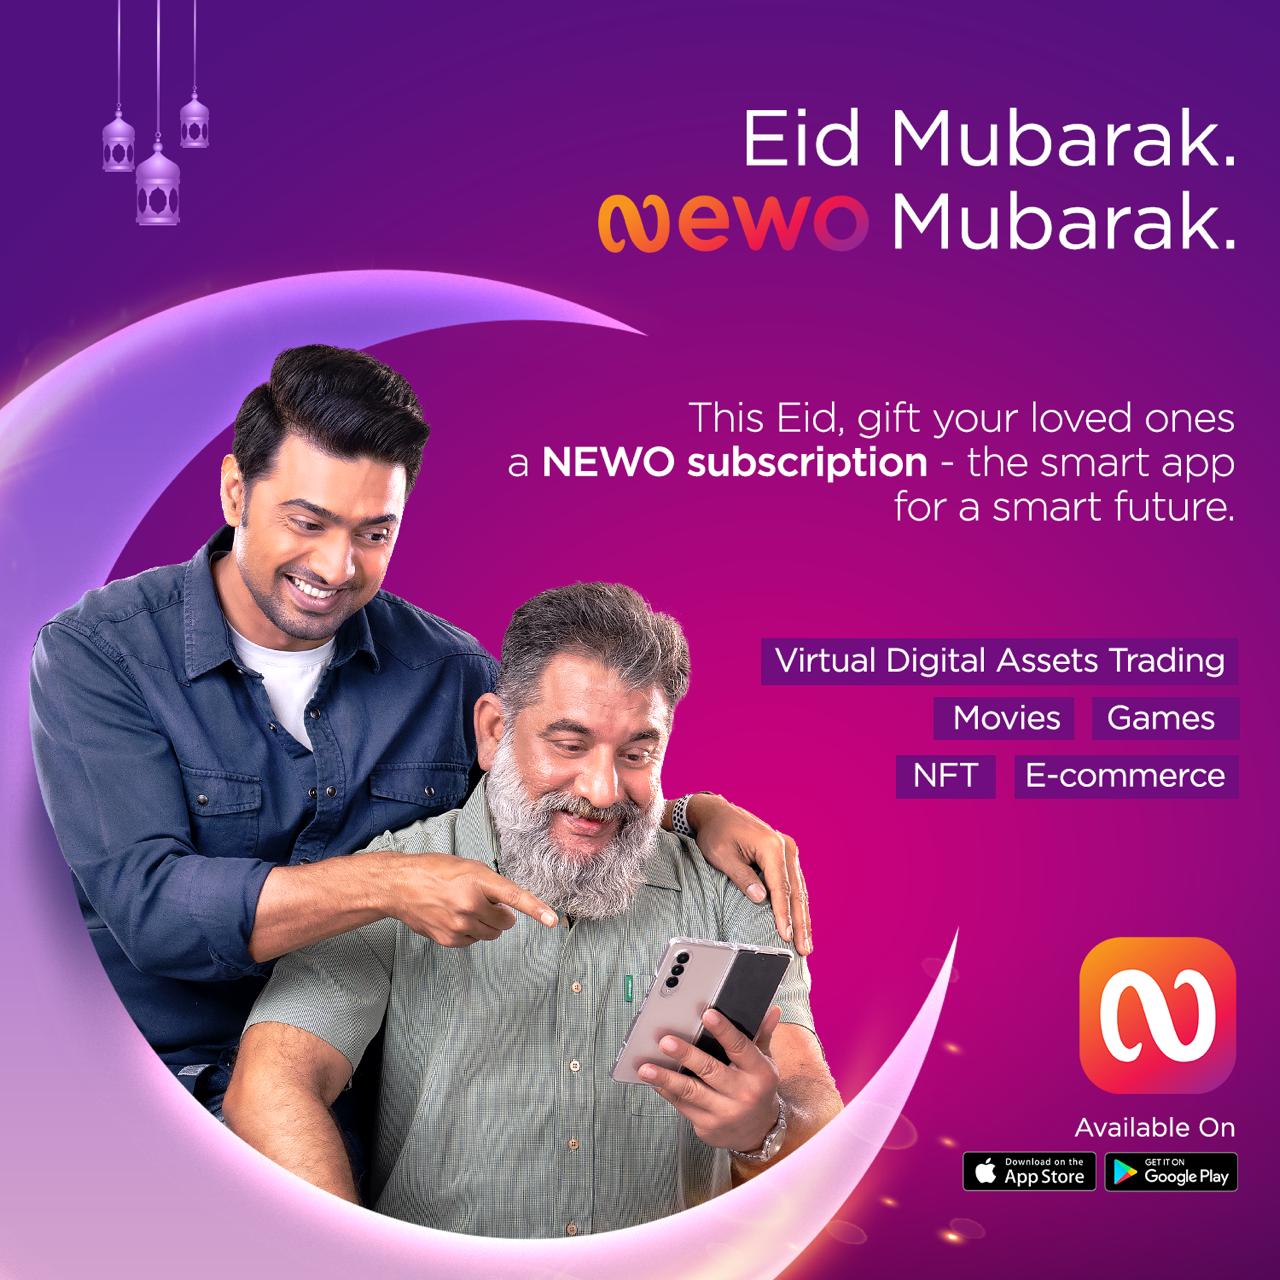 Eid Mubarak.
newo Mubarak.
This Eid, gift your loved ones
a NEWO subscription - the smart app
for a smart future.
Virtual Digital Assets Trading
Movies Games
NFT E-commerce
Available On
Download on the
App Store
GET IT ON
Google Play